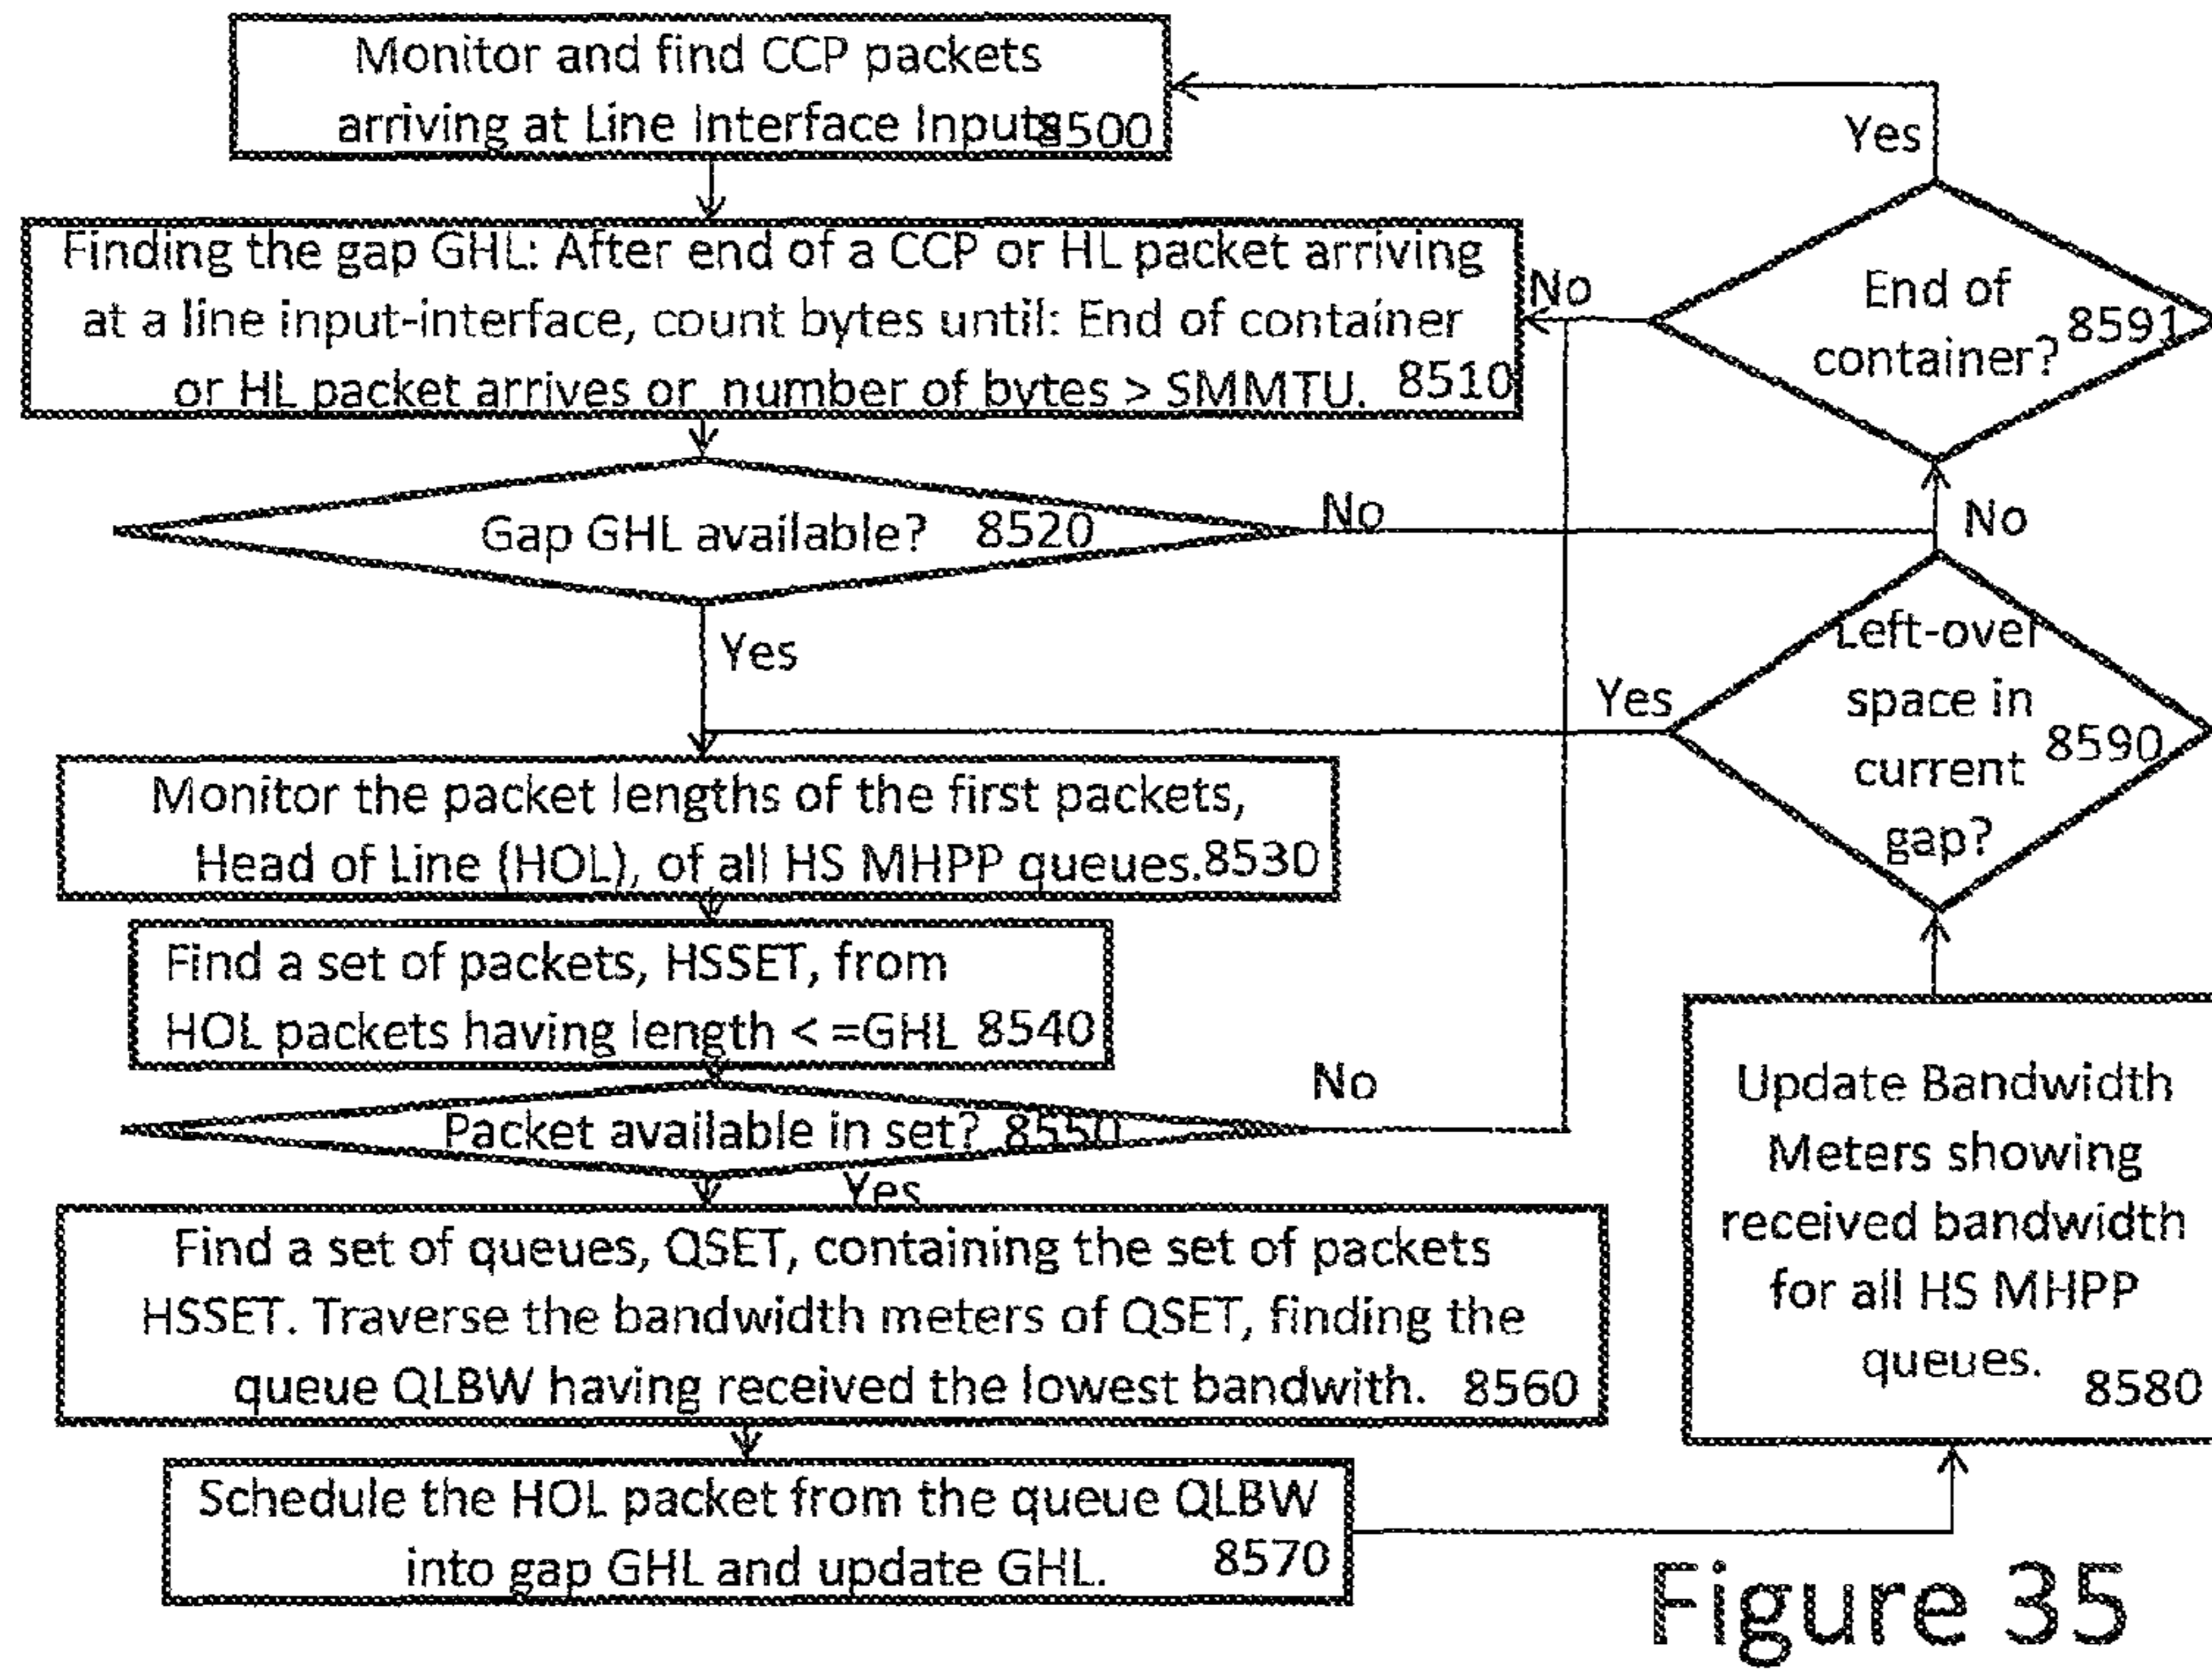 Monitor and find CCP packets
arriving at Line Interface Inputs 8500
Yes
Finding the gap GHL: After end of a CCP or HL packet arriving
at a line input-interface, count bytes until: End of container
or HL packet arrives or number of bytes > SMMTU. 8510
No
End of
container? 8591
Gap GHL available? 8520
No
No
Yes
Left-over
space in
current
gap? 8590
Yes
Monitor the packet lengths of the first packets,
Head of Line (HOL), of all HS MHPP queues. 8530
Find a set of packets, HSSET, from
HOL packets having length < =GHL 8540
Packet available in set? 8550
No
Yes
Find a set of queues, QSET, containing the set of packets
HSSET. Traverse the bandwidth meters of QSET, finding the
queue QLBW having received the lowest bandwith. 8560
Schedule the HOL packet from the queue QLBW
into gap GHL and update GHL. 8570
Update Bandwidth
Meters showing
received bandwidth
for all HS MHPP
queues. 8580
Figure 35